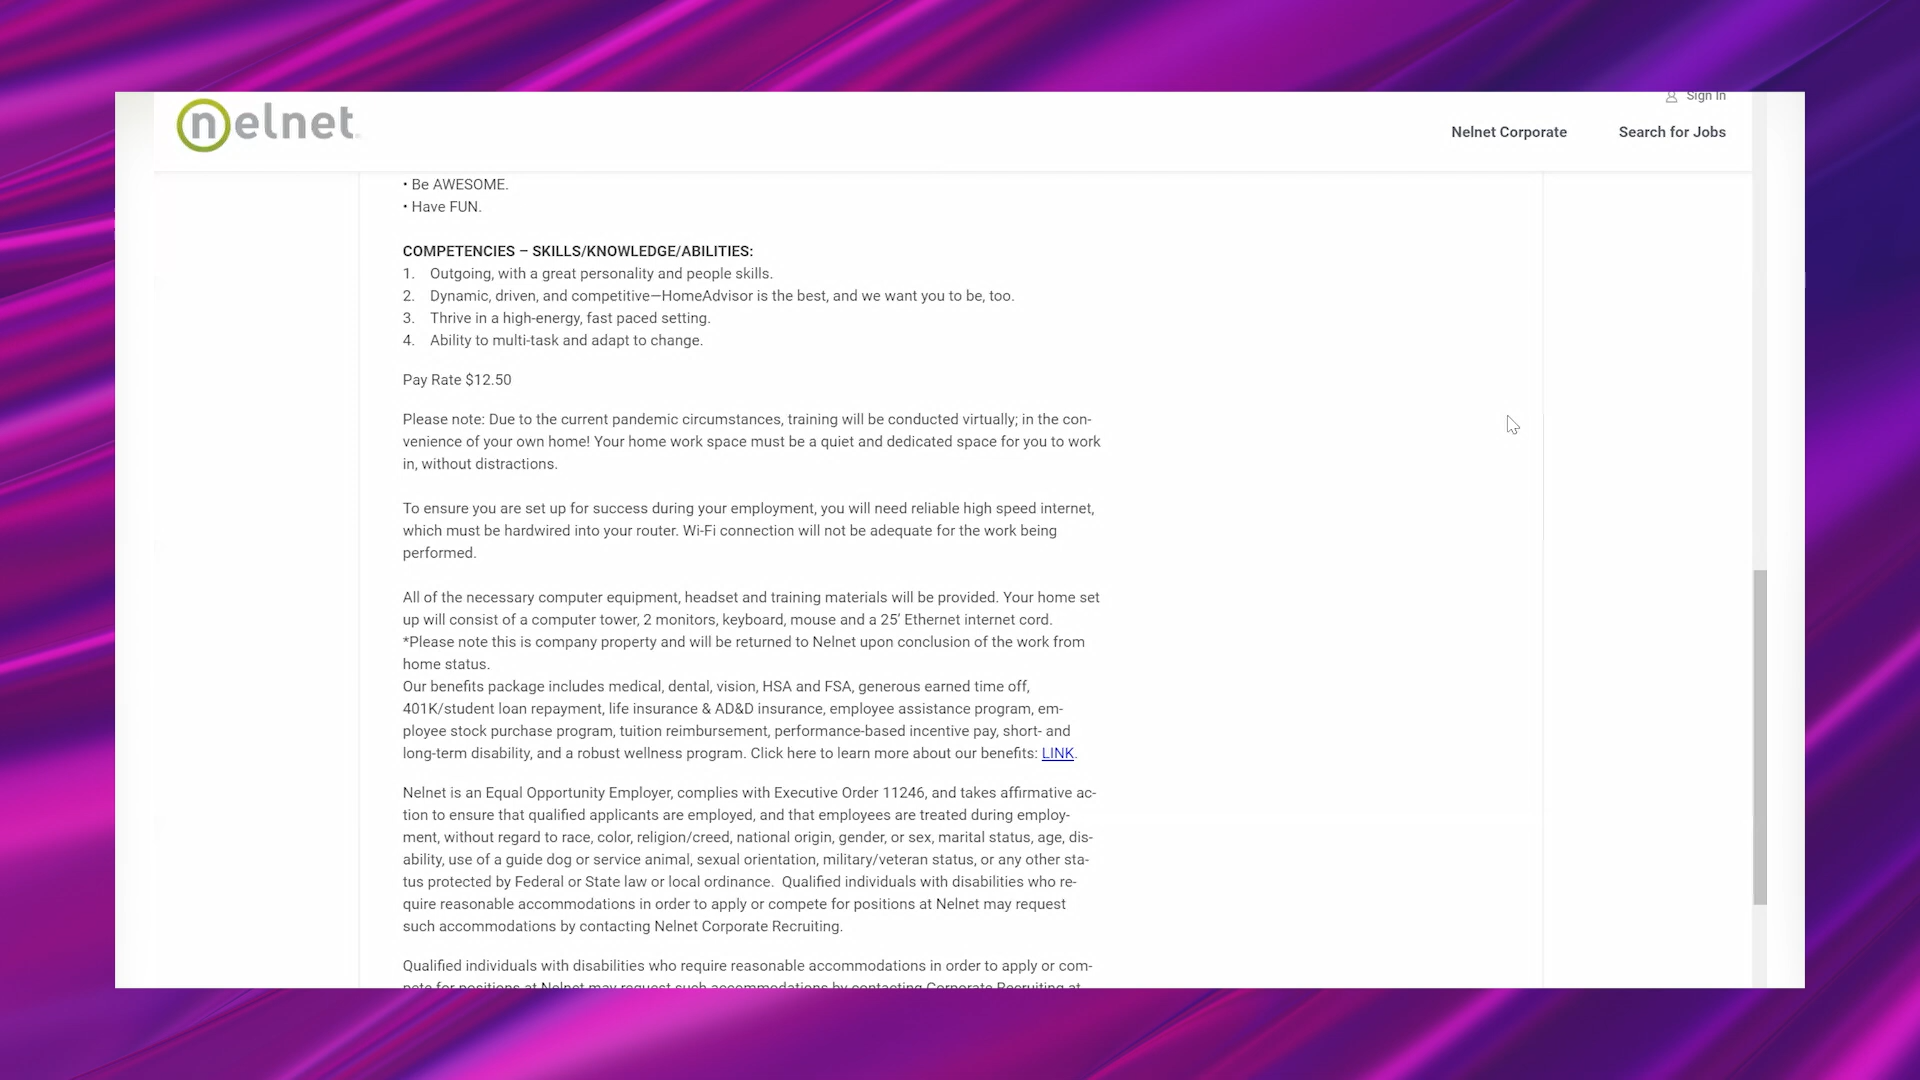 nelnet
Sign In
Nelnet Corporate
Search for Jobs
• Be AWESOME.
• Have FUN.
COMPETENCIES – SKILLS/KNOWLEDGE/ABILITIES:
1. Outgoing, with a great personality and people skills.
2. Dynamic, driven, and competitive—HomeAdvisor is the best, and we want you to be, too.
3. Thrive in a high-energy, fast paced setting.
4. Ability to multi-task and adapt to change.
Pay Rate $12.50
Please note: Due to the current pandemic circumstances, training will be conducted virtually; in the con-
venience of your own home! Your home work space must be a quiet and dedicated space for you to work
in, without distractions.
To ensure you are set up for success during your employment, you will need reliable high speed internet,
which must be hardwired into your router. Wi-Fi connection will not be adequate for the work being
performed.
All of the necessary computer equipment, headset and training materials will be provided. Your home set
up will consist of a computer tower, 2 monitors, keyboard, mouse and a 25’ Ethernet internet cord.
*Please note this is company property and will be returned to Nelnet upon conclusion of the work from
home status.
Our benefits package includes medical, dental, vision, HSA and FSA, generous earned time off,
401K/student loan repayment, life insurance & AD&D insurance, employee assistance program, em-
ployee stock purchase program, tuition reimbursement, performance-based incentive pay, short- and
long-term disability, and a robust wellness program. Click here to learn more about our benefits: LINK.
Nelnet is an Equal Opportunity Employer, complies with Executive Order 11246, and takes affirmative ac-
tion to ensure that qualified applicants are employed, and that employees are treated during employ-
ment, without regard to race, color, religion/creed, national origin, gender, or sex, marital status, age, dis-
ability, use of a guide dog or service animal, sexual orientation, military/veteran status, or any other sta-
tus protected by Federal or State law or local ordinance. Qualified individuals with disabilities who re-
quire reasonable accommodations in order to apply or compete for positions at Nelnet may request
such accommodations by contacting Nelnet Corporate Recruiting.
Qualified individuals with disabilities who require reasonable accommodations in order to apply or com-
pete for positions at Nelnet may request such accommodations by contacting Corporate Recruiting at